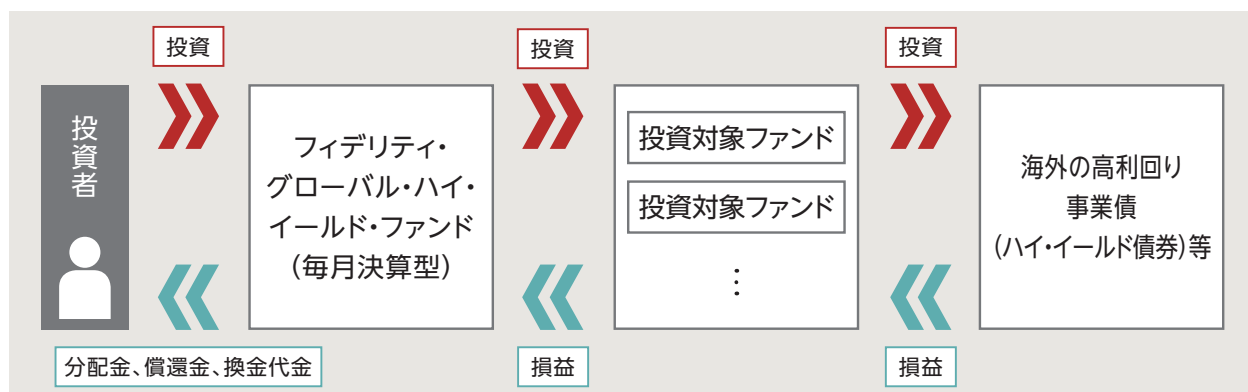 投資
投資
投資
投資者
フィデリティ・
グローバル・ハイ・
イールド・ファンド
(毎月決算型)
投資対象ファンド
投資対象ファンド
⋮
海外の高利回り
事業債
(ハイ・イールド債券)等
分配金、償還金、換金代金
損益
損益